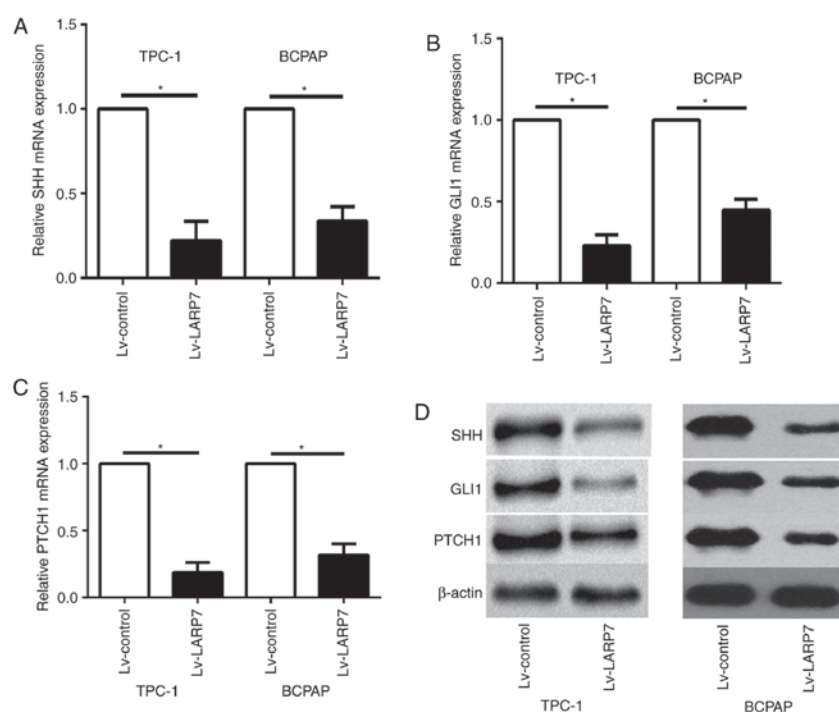 A
Relative SHH mRNA expression
1.5
1.0
0.5
0.0
TPC-1
BCPAP
*
*
Lv-control
Lv-LARP7
Lv-control
Lv-LARP7
B
Relative GLI1 mRNA expression
1.5
1.0
0.5
0.0
TPC-1
BCPAP
*
*
Lv-control
Lv-LARP7
Lv-control
Lv-LARP7
C
Relative PTCH1 mRNA expression
1.5
1.0
0.5
0.0
*
*
Lv-control
Lv-LARP7
Lv-control
Lv-LARP7
TPC-1
BCPAP
D
SHH
GLI1
PTCH1
β-actin
Lv-control
Lv-LARP7
Lv-control
Lv-LARP7
TPC-1
BCPAP